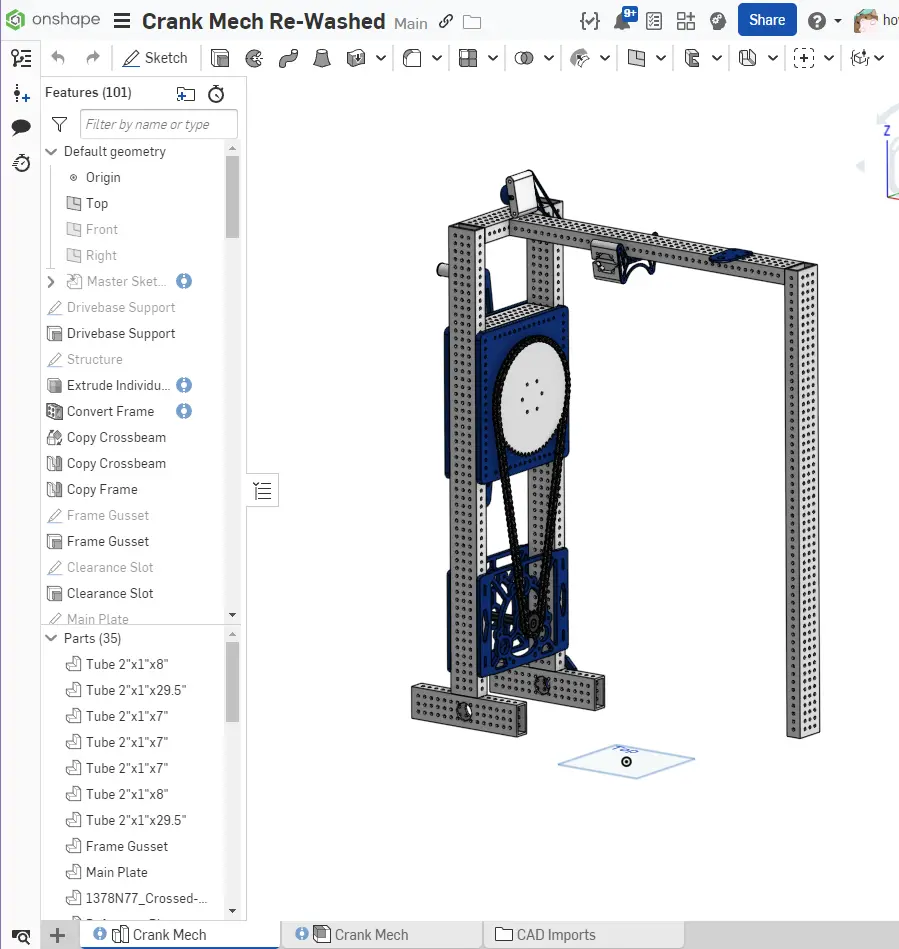 onshape Crank Mech Re-Washed Main 9+ Share ho
Sketch
Features (101)
Filter by name or type
Default geometry
Origin
Top
Front
Right
Master Sket...
Drivebase Support
Drivebase Support
Structure
Extrude Individu...
Convert Frame
Copy Crossbeam
Copy Crossbeam
Copy Frame
Frame Gusset
Frame Gusset
Clearance Slot
Clearance Slot
Main Plate
Parts (35)
Tube 2"x1"x8"
Tube 2"x1"x29.5"
Tube 2"x1"x7"
Tube 2"x1"x7"
Tube 2"x1"x7"
Tube 2"x1"x8"
Tube 2"x1"x29.5"
Frame Gusset
Main Plate
1378N77_Crossed-...
Z
Top
Crank Mech
Crank Mech
CAD Imports